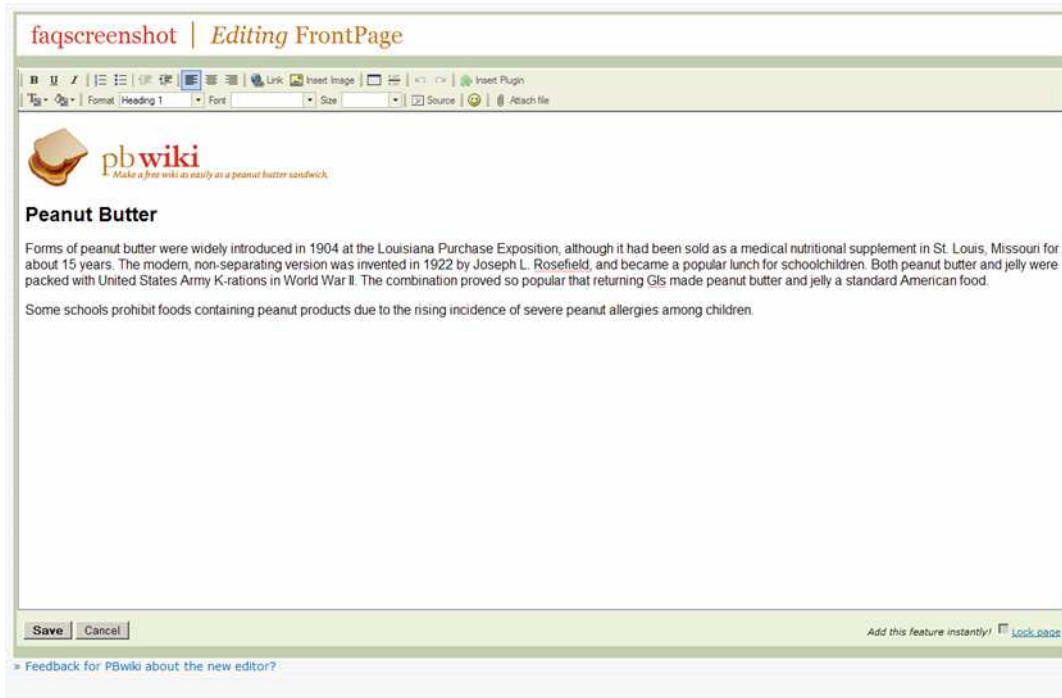 faqscreenshot | Editing FrontPage
B U I Link Insert Image Insert Plugin
Format Heading 1 Font Size Source Attach file
pbwiki
Make a free wiki as easily as a peanut butter sandwich.
Peanut Butter
Forms of peanut butter were widely introduced in 1904 at the Louisiana Purchase Exposition, although it had been sold as a medical nutritional supplement in St. Louis, Missouri for
about 15 years. The modern, non-separating version was invented in 1922 by Joseph L. Rosefield, and became a popular lunch for schoolchildren. Both peanut butter and jelly were
packed with United States Army K-rations in World War II. The combination proved so popular that returning GIs made peanut butter and jelly a standard American food.
Some schools prohibit foods containing peanut products due to the rising incidence of severe peanut allergies among children.
Save Cancel Add this feature instantly! Lock page
» Feedback for PBwiki about the new editor?